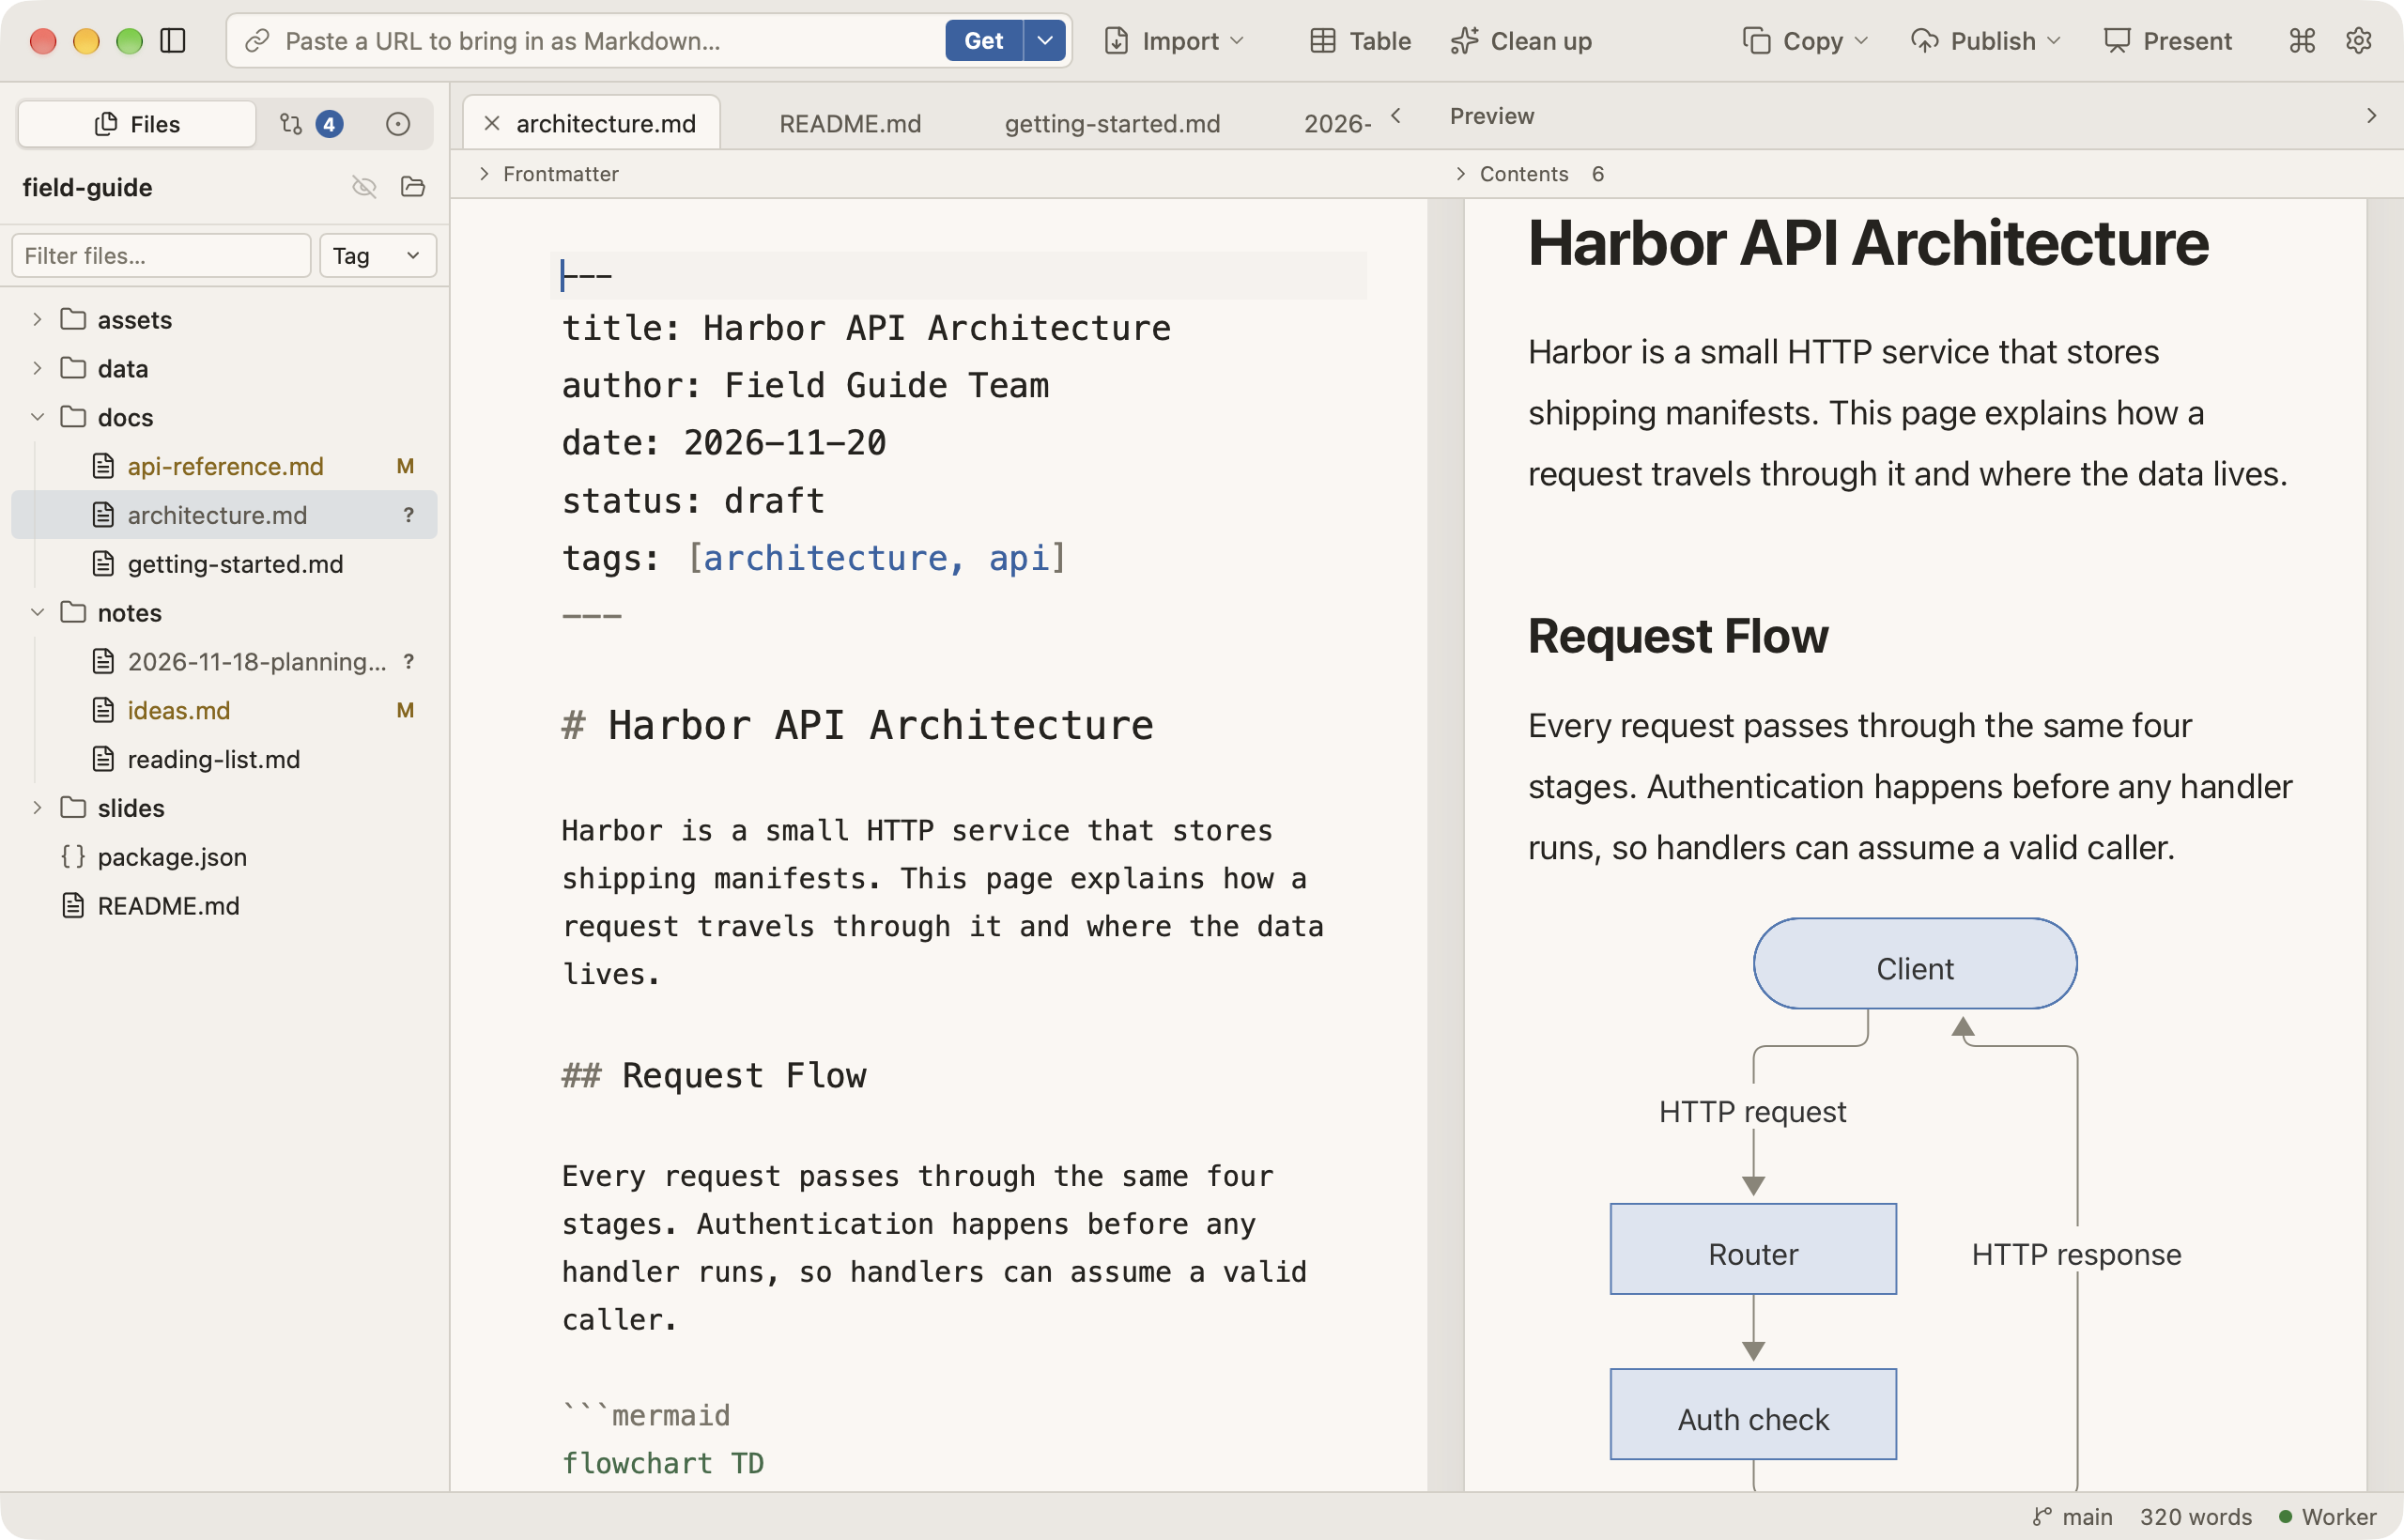 Paste a URL to bring in as Markdown...
Get
Import
Table
Clean up
Copy
Publish
Present
Files
4
field-guide
Filter files...
Tag
assets
data
docs
api-reference.md M
architecture.md ?
getting-started.md
notes
2026-11-18-planning... ?
ideas.md M
reading-list.md
slides
package.json
README.md
architecture.md
README.md
getting-started.md
2026-
Frontmatter
---
title: Harbor API Architecture
author: Field Guide Team
date: 2026-11-20
status: draft
tags: [architecture, api]
---
# Harbor API Architecture
Harbor is a small HTTP service that stores
shipping manifests. This page explains how a
request travels through it and where the data
lives.
## Request Flow
Every request passes through the same four
stages. Authentication happens before any
handler runs, so handlers can assume a valid
caller.
```mermaid
flowchart TD
Preview
Contents 6
Harbor API Architecture
Harbor is a small HTTP service that stores
shipping manifests. This page explains how a
request travels through it and where the data lives.
Request Flow
Every request passes through the same four
stages. Authentication happens before any handler
runs, so handlers can assume a valid caller.
Client
HTTP request
Router
HTTP response
Auth check
main
320 words
Worker